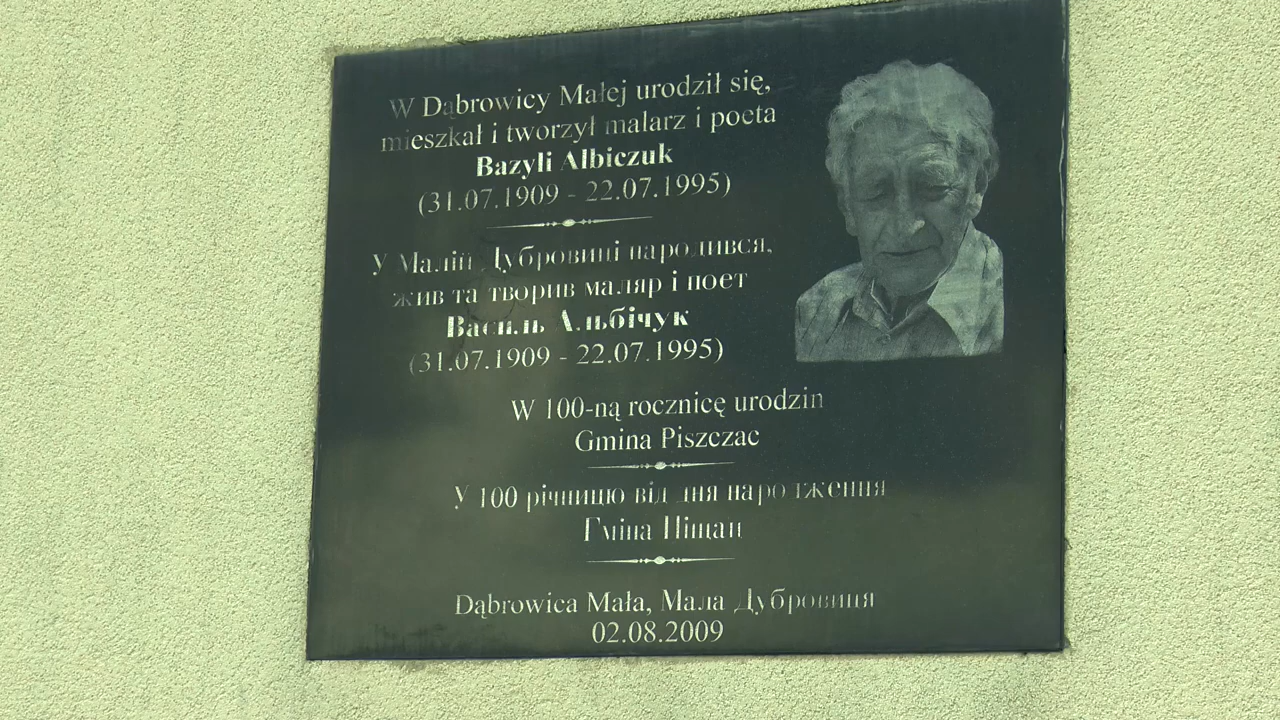 W Dąbrowicy Małej urodził się,
mieszkał i tworzył malarz i poeta
Bazyli Albiczuk
(31.07.1909 - 22.07.1995)
У Малій Дубровиці народився,
жив та творив маляр і поет
Василь Альбічук
(31.07.1909 - 22.07.1995)
W 100-ną rocznicę urodzin
Gmina Piszczac
У 100 річницю від дня народження
Гміна Піщац
Dąbrowica Mała, Мала Дубровиця
02.08.2009